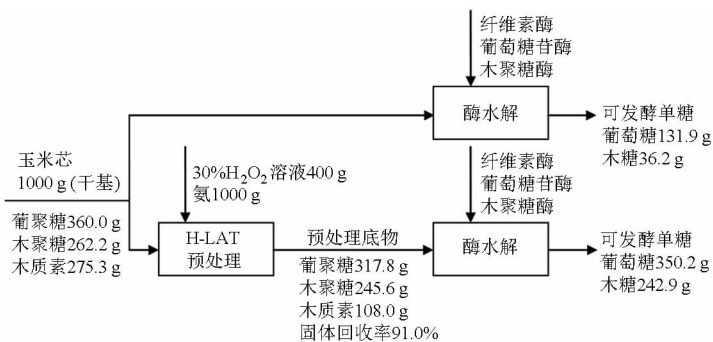 纤维素酶
葡萄糖苷酶
木聚糖酶
酶水解
可发酵单糖
葡萄糖131.9 g
木糖36.2 g
玉米芯
1000 g (干基)
葡聚糖360.0 g
木聚糖262.2 g
木质素275.3 g
30%H₂O₂溶液400 g
氨1000 g
H-LAT
预处理
预处理底物
葡聚糖317.8 g
木聚糖245.6 g
木质素108.0 g
固体回收率91.0%
纤维素酶
葡萄糖苷酶
木聚糖酶
酶水解
可发酵单糖
葡萄糖350.2 g
木糖242.9 g